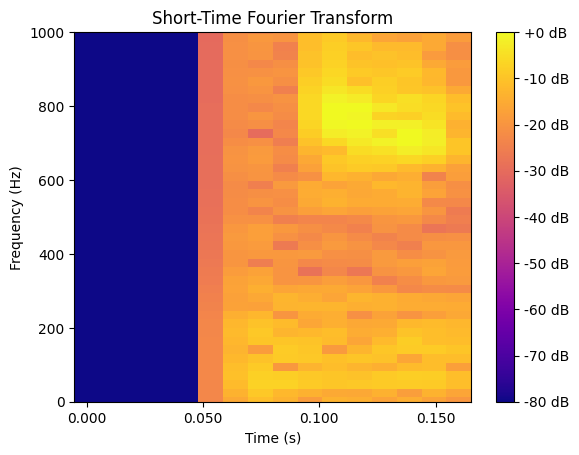 Short-Time Fourier Transform
1000
800
600
400
200
0
Frequency (Hz)
0.000
0.050
0.100
0.150
Time (s)
+0 dB
-10 dB
-20 dB
-30 dB
-40 dB
-50 dB
-60 dB
-70 dB
-80 dB